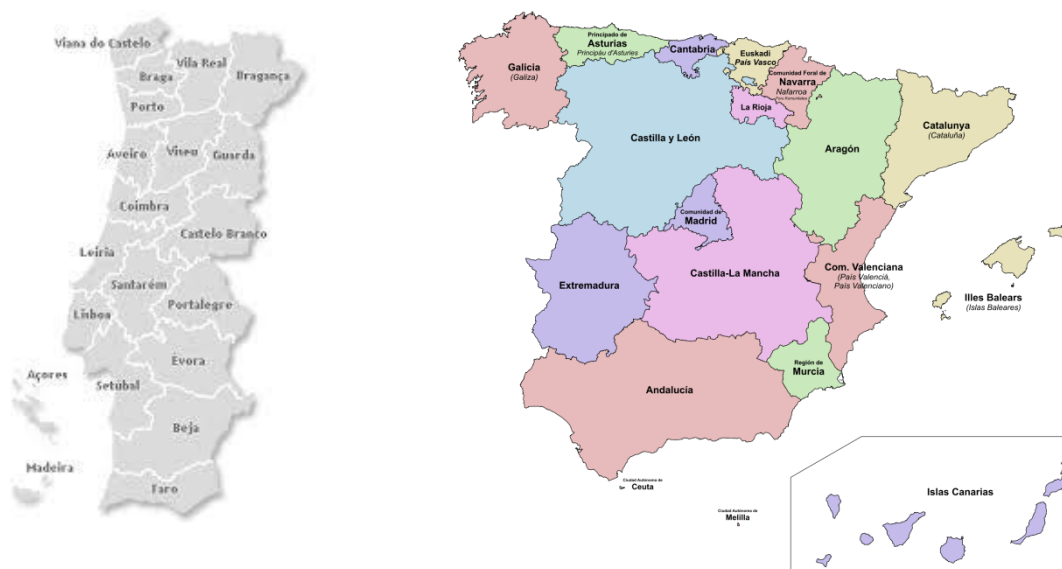 Viana do Castelo
Vila Real
Bragança
Braga
Porto
Aveiro
Viseu
Guarda
Coimbra
Castelo Branco
Leiria
Santarém
Portalegre
Lisboa
Évora
Açores
Setúbal
Beja
Madeira
Faro
Principado de
Asturias
Principáu d'Asturies
Cantabria
Euskadi
País Vasco
Galicia
(Galiza)
Comunidad Foral de
Navarra
Nafarroa
La Rioja
Catalunya
(Cataluña)
Castilla y León
Aragón
Comunidad de
Madrid
Castilla-La Mancha
Com. Valenciana
(País Valencià,
País Valenciano)
Extremadura
Illes Balears
(Islas Baleares)
Región de
Murcia
Andalucía
Ciudad Autónoma de
Ceuta
Ciudad Autónoma de
Melilla
Islas Canarias